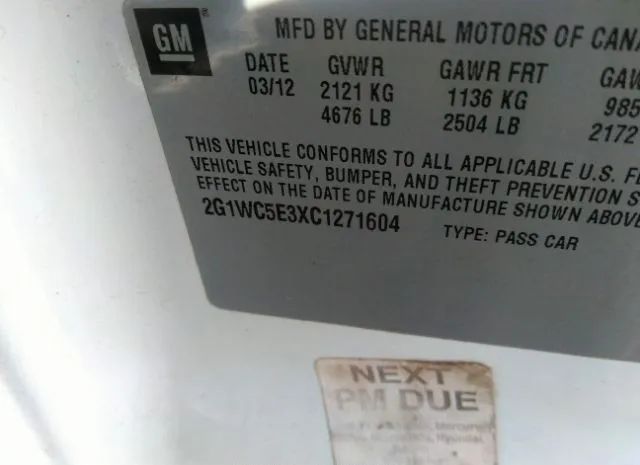 GM
MFD BY GENERAL MOTORS OF CANA
DATE GVWR GAWR FRT GAW
03/12 2121 KG 1136 KG 985
4676 LB 2504 LB 2172
THIS VEHICLE CONFORMS TO ALL APPLICABLE U.S. FE
VEHICLE SAFETY, BUMPER, AND THEFT PREVENTION S
EFFECT ON THE DATE OF MANUFACTURE SHOWN ABOVE
2G1WC5E3XC1271604 TYPE: PASS CAR
NEXT
PM DUE